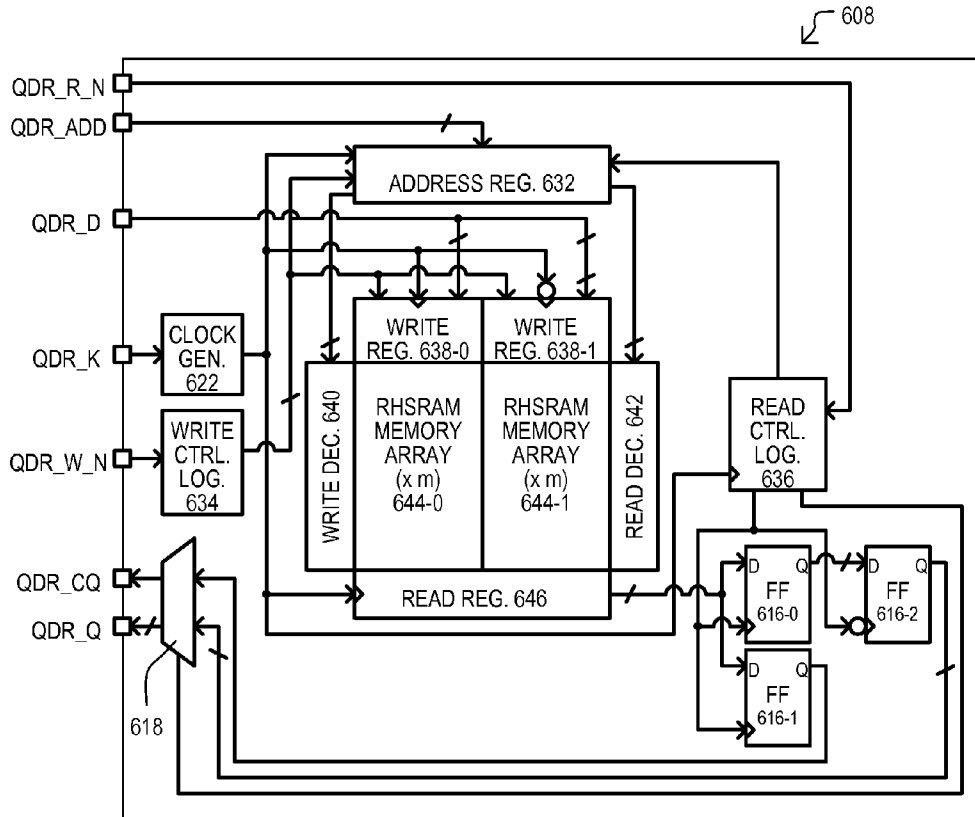 608
QDR_R_N
QDR_ADD
ADDRESS REG. 632
QDR_D
WRITE
REG. 638-0
WRITE
REG. 638-1
QDR_K
CLOCK
GEN.
622
WRITE DEC. 640
RHSRAM
MEMORY
ARRAY
(x m)
644-0
RHSRAM
MEMORY
ARRAY
(x m)
644-1
READ DEC. 642
READ
CTRL.
LOG.
636
QDR_W_N
WRITE
CTRL.
LOG.
634
QDR_CQ
QDR_Q
READ REG. 646
D Q
FF
616-0
D Q
FF
616-2
D Q
FF
616-1
618